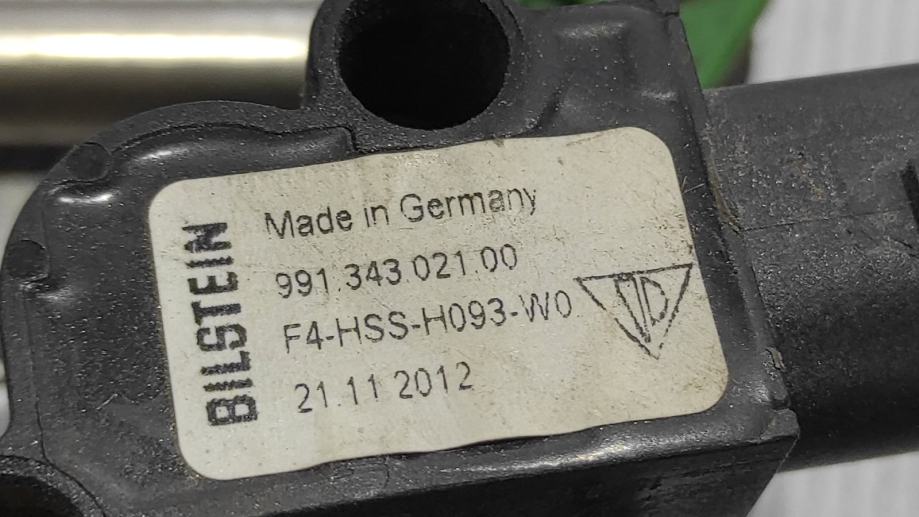 BILSTEIN
Made in Germany
991.343.021.00
F4-HSS-H093-W0
21.11 2012